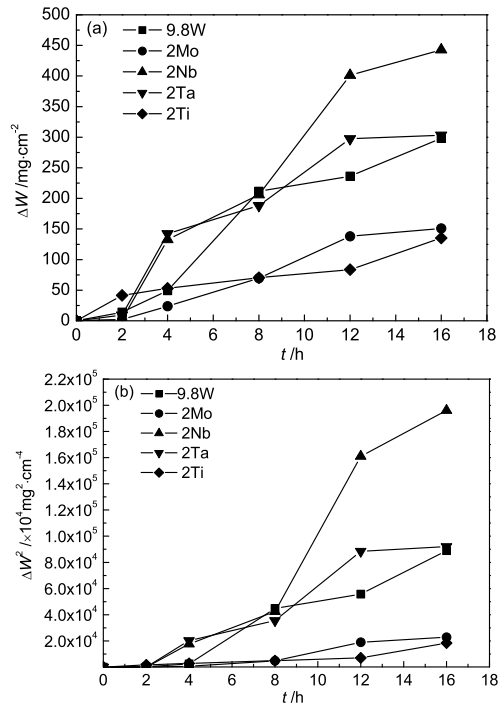 500
450
400
350
300
250
200
150
100
50
0
ΔW /mg·cm⁻²
(a)
9.8W
2Mo
2Nb
2Ta
2Ti
0 2 4 6 8 10 12 14 16 18
t /h
2.2x10⁵
2.0x10⁵
1.8x10⁵
1.6x10⁵
1.4x10⁵
1.2x10⁵
1.0x10⁵
8.0x10⁴
6.0x10⁴
4.0x10⁴
2.0x10⁴
ΔW² /×10⁴mg²·cm⁻⁴
(b)
9.8W
2Mo
2Nb
2Ta
2Ti
0 2 4 6 8 10 12 14 16 18
t /h